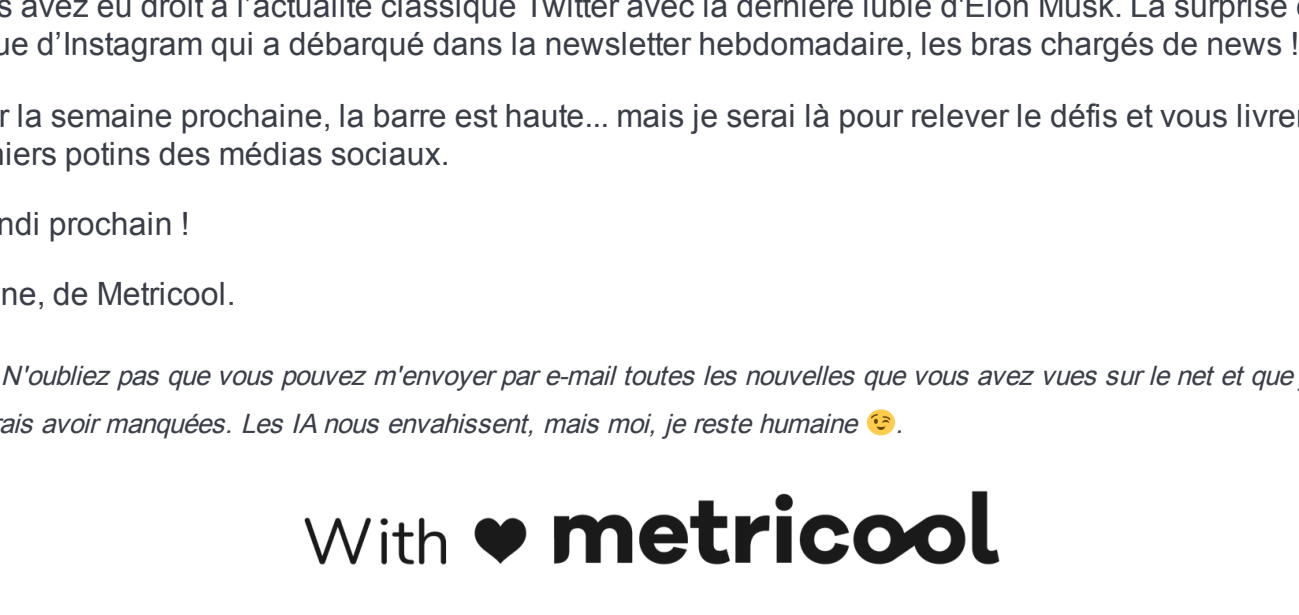 s avez eu droit à l'actualité classique Twitter avec la dernière lubie d'Elon Musk. La surprise
ue d’Instagram qui a débarqué dans la newsletter hebdomadaire, les bras chargés de news !
r la semaine prochaine, la barre est haute... mais je serai là pour relever le défis et vous livrer
niers potins des médias sociaux.
ndi prochain !
ne, de Metricool.
N'oubliez pas que vous pouvez m'envoyer par e-mail toutes les nouvelles que vous avez vues sur le net et que
rais avoir manquées. Les IA nous envahissent, mais moi, je reste humaine 😉.
With ♥ metricool